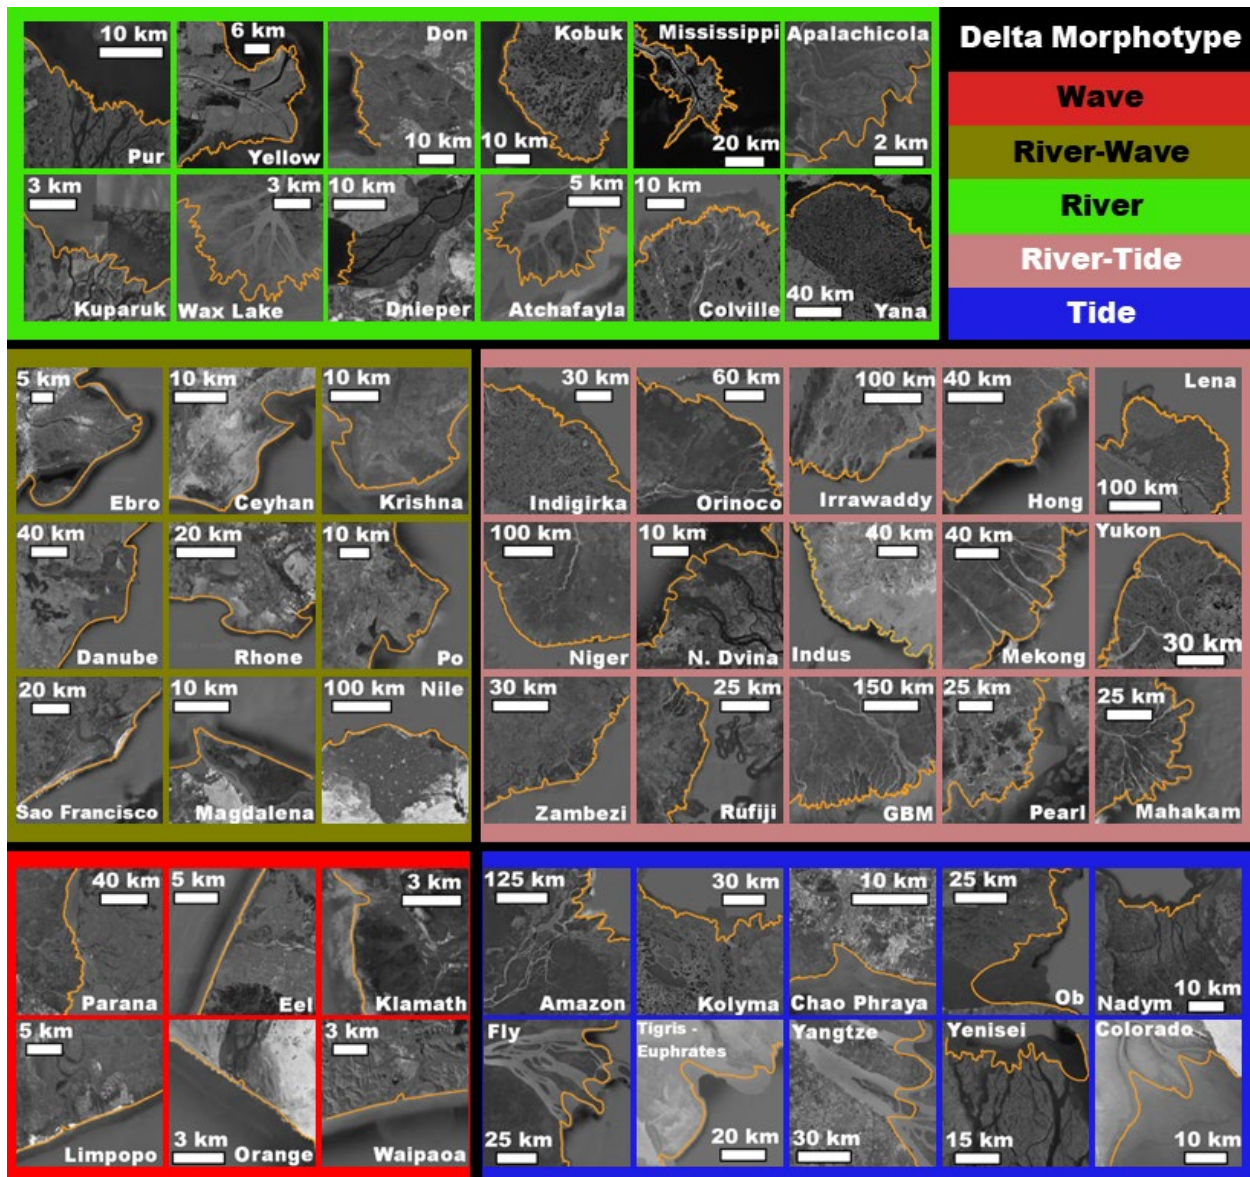 10 km
Pur
6 km
Yellow
Don
10 km
Kobuk
10 km
Mississippi
20 km
Apalachicola
2 km
3 km
Kuparuk
3 km
Wax Lake
10 km
Dnieper
5 km
Atchafayla
10 km
Colville
40 km
Yana
Delta Morphotype
Wave
River-Wave
River
River-Tide
Tide
5 km
Ebro
10 km
Ceyhan
10 km
Krishna
40 km
Danube
20 km
Rhone
10 km
Po
20 km
Sao Francisco
10 km
Magdalena
100 km
Nile
30 km
Indigirka
60 km
Orinoco
100 km
Irrawaddy
40 km
Hong
Lena
100 km
100 km
Niger
10 km
N. Dvina
40 km
Indus
40 km
Mekong
Yukon
30 km
30 km
Zambezi
25 km
Rufiji
150 km
GBM
25 km
Pearl
25 km
Mahakam
40 km
Parana
5 km
Eel
3 km
Klamath
5 km
Limpopo
3 km
Orange
3 km
Waipaoa
125 km
Amazon
30 km
Kolyma
10 km
Chao Phraya
25 km
Ob
Nadym
10 km
Fly
25 km
Tigris -
Euphrates
20 km
Yangtze
30 km
Yenisei
15 km
Colorado
10 km